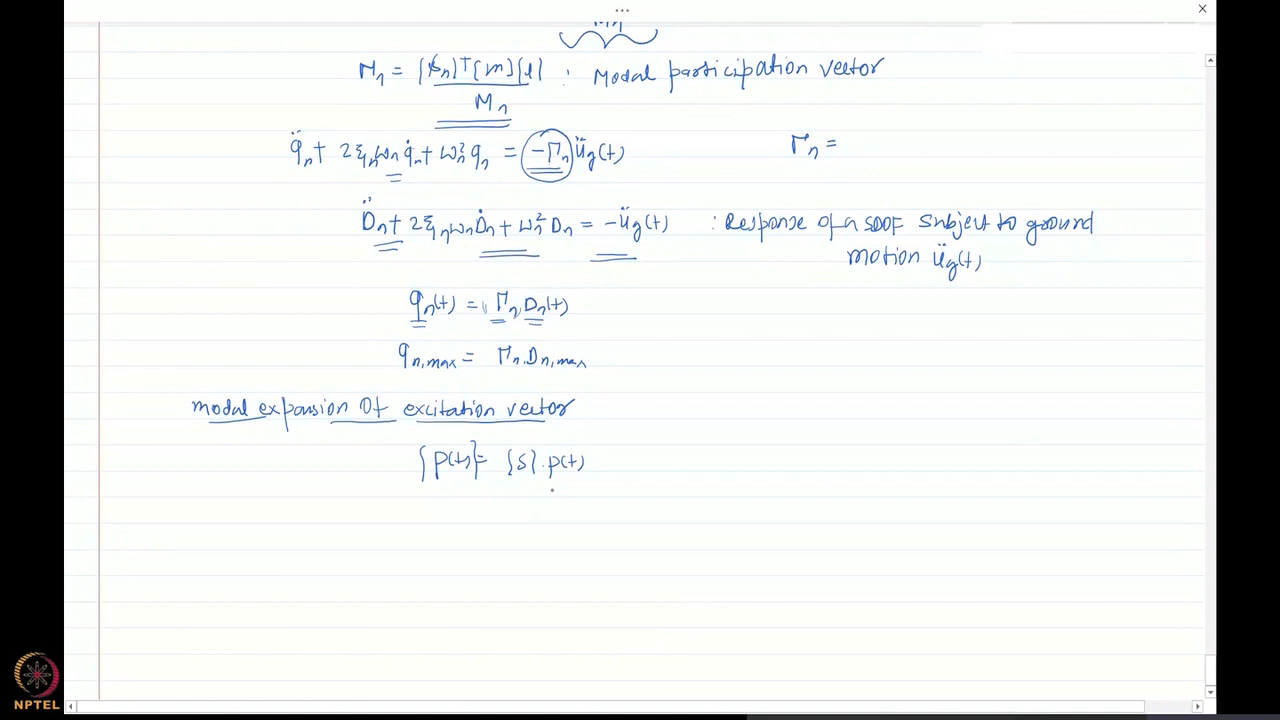 Γn = {φn}ᵀ[m]{l} / Mn : Modal participation vector
q̈n + 2ξnωn q̇n + ωn² qn = -Γn üg(t)
Γn =
D̈n + 2ξnωn Ḋn + ωn² Dn = -üg(t) : Response of a SDOF subject to ground
motion üg(t)
qn(t) = Γn Dn(t)
qn,max = Γn.Dn,max
modal expansion Of excitation vector
{p(t)} = {s}.p(t)
NPTEL